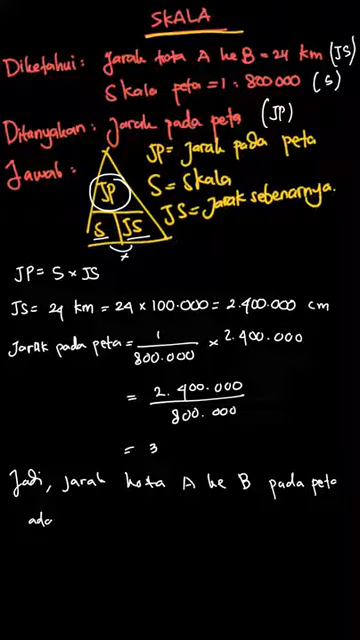 SKALA
Diketahui: Jarak kota A ke B = 24 km (JS)
Skala peta = 1 : 800.000 (S)
Ditanyakan: Jarak pada peta (JP)
Jawab:
JP = Jarak pada peta
S = Skala
JS = Jarak sebenarnya.
JP
S JS
x
JP = S x JS
JS = 24 km = 24 x 100.000 = 2.400.000 cm
Jarak pada peta = 1/800.000 x 2.400.000
= 2.400.000/800.000
= 3
Jadi, jarak kota A ke B pada peta
ada